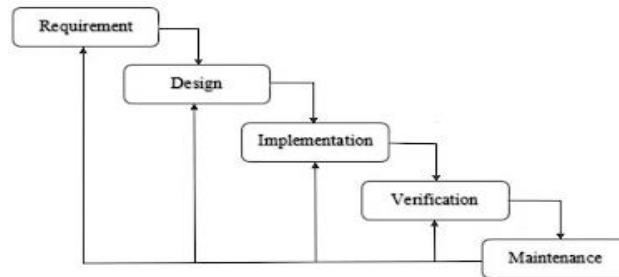 Requirement
Design
Implementation
Verification
Maintenance